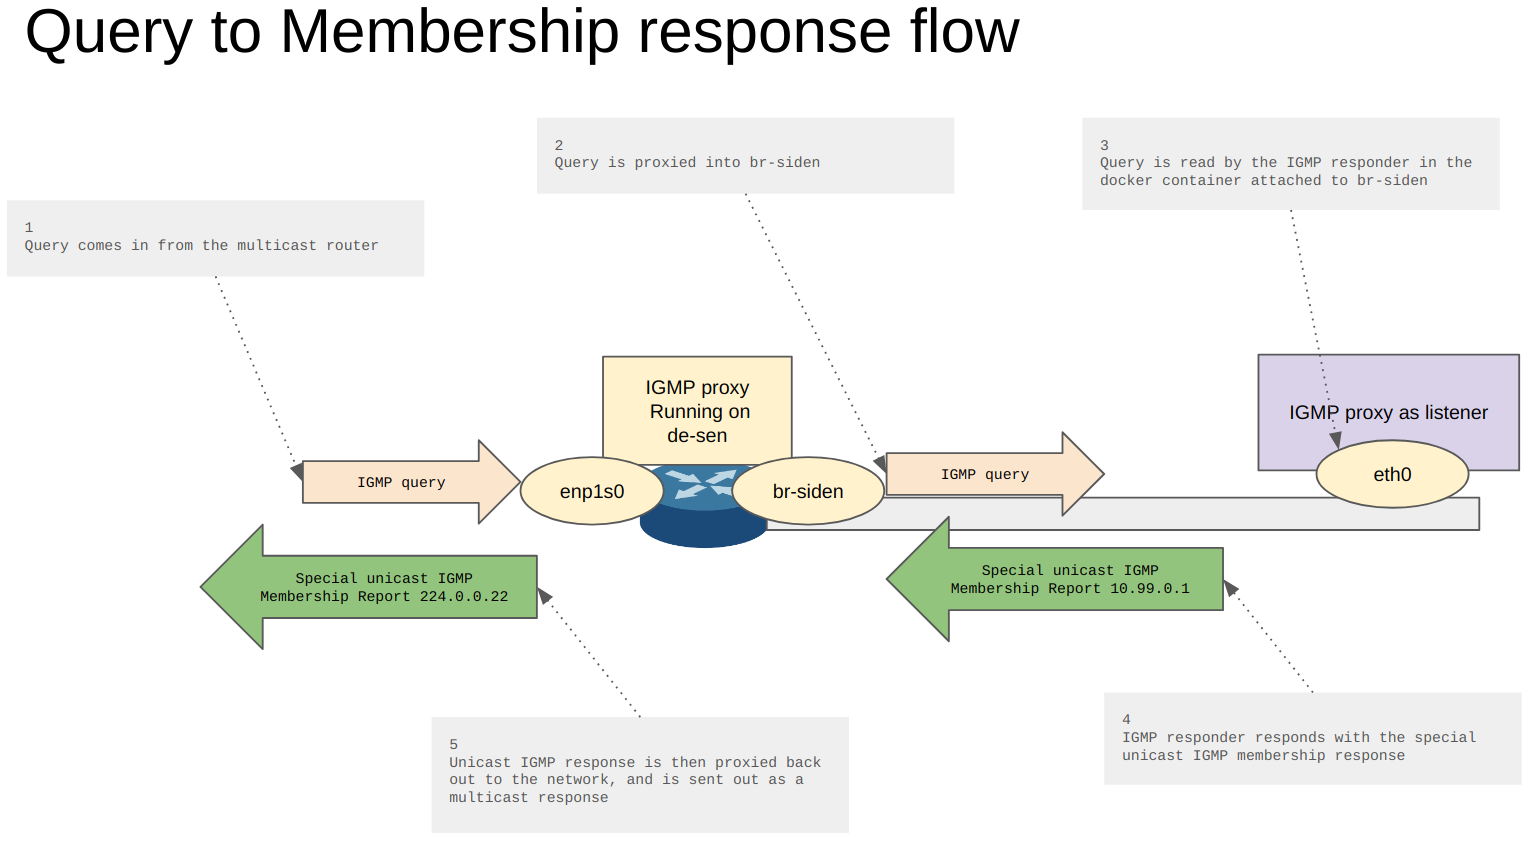 Query to Membership response flow
2
Query is proxied into br-siden
3
Query is read by the IGMP responder in the
docker container attached to br-siden
1
Query comes in from the multicast router
IGMP proxy
Running on
de-sen
IGMP proxy as listener
IGMP query
enp1s0
br-siden
IGMP query
eth0
Special unicast IGMP
Membership Report 224.0.0.22
Special unicast IGMP
Membership Report 10.99.0.1
4
IGMP responder responds with the special
unicast IGMP membership response
5
Unicast IGMP response is then proxied back
out to the network, and is sent out as a
multicast response